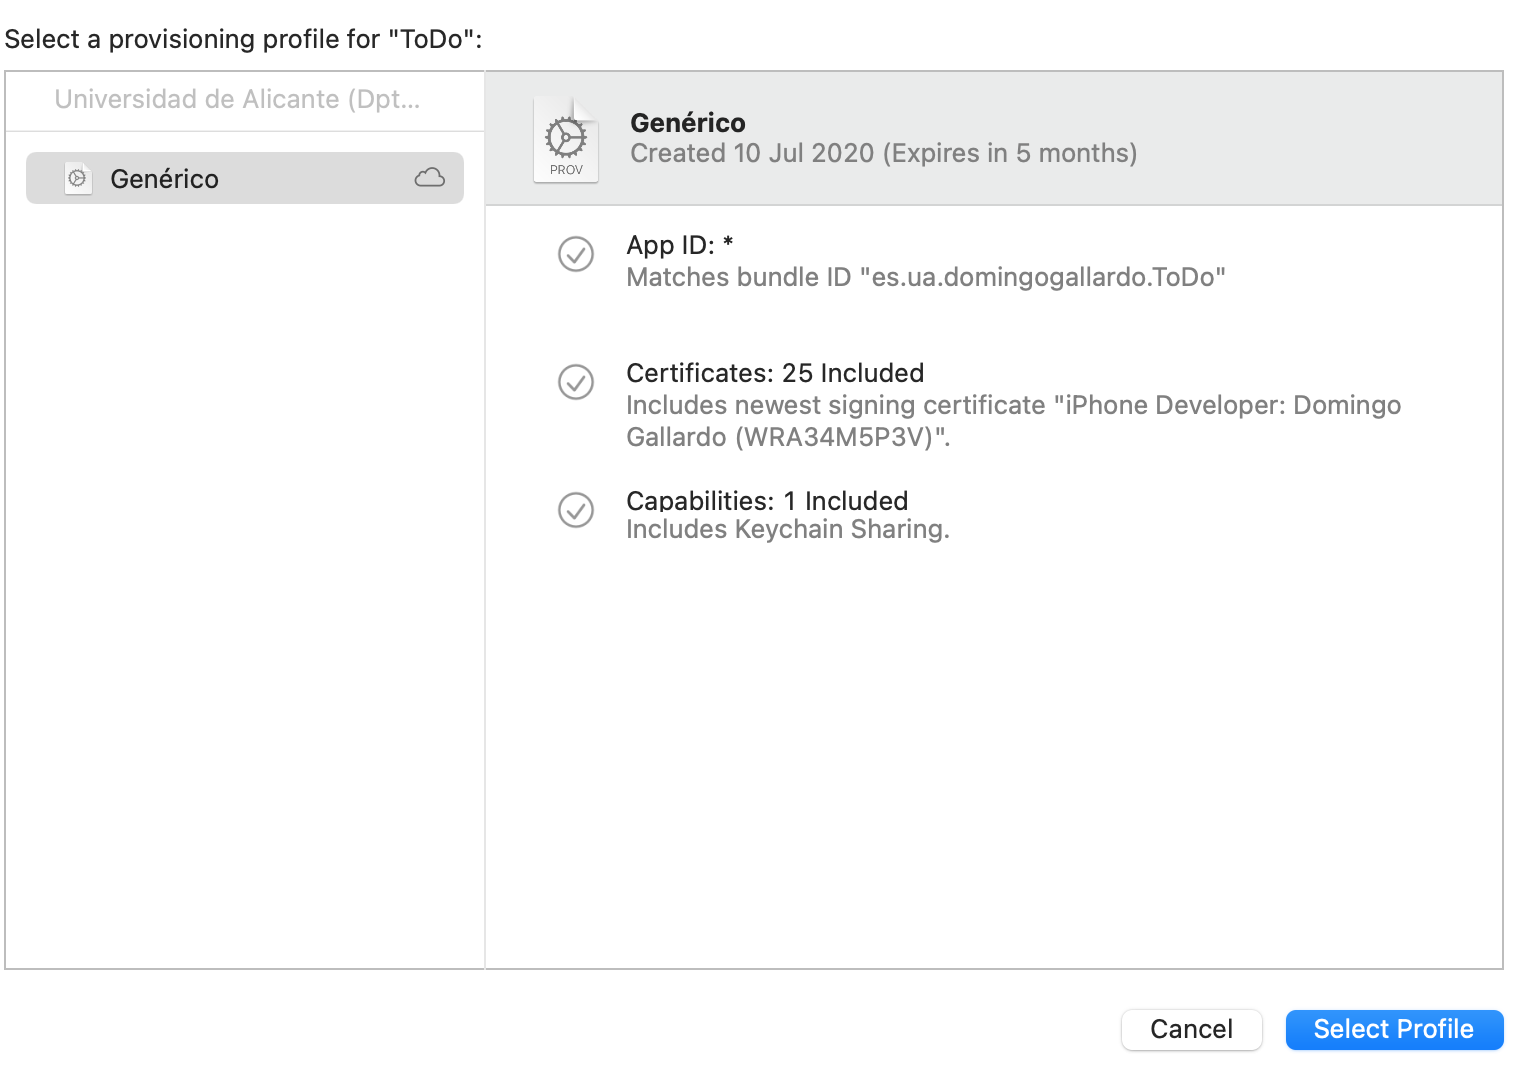 Select a provisioning profile for "ToDo":
Universidad de Alicante (Dpt...
Genérico
PROV
Genérico
Created 10 Jul 2020 (Expires in 5 months)
App ID: *
Matches bundle ID "es.ua.domingogallardo.ToDo"
Certificates: 25 Included
Includes newest signing certificate "iPhone Developer: Domingo
Gallardo (WRA34M5P3V)".
Capabilities: 1 Included
Includes Keychain Sharing.
Cancel
Select Profile